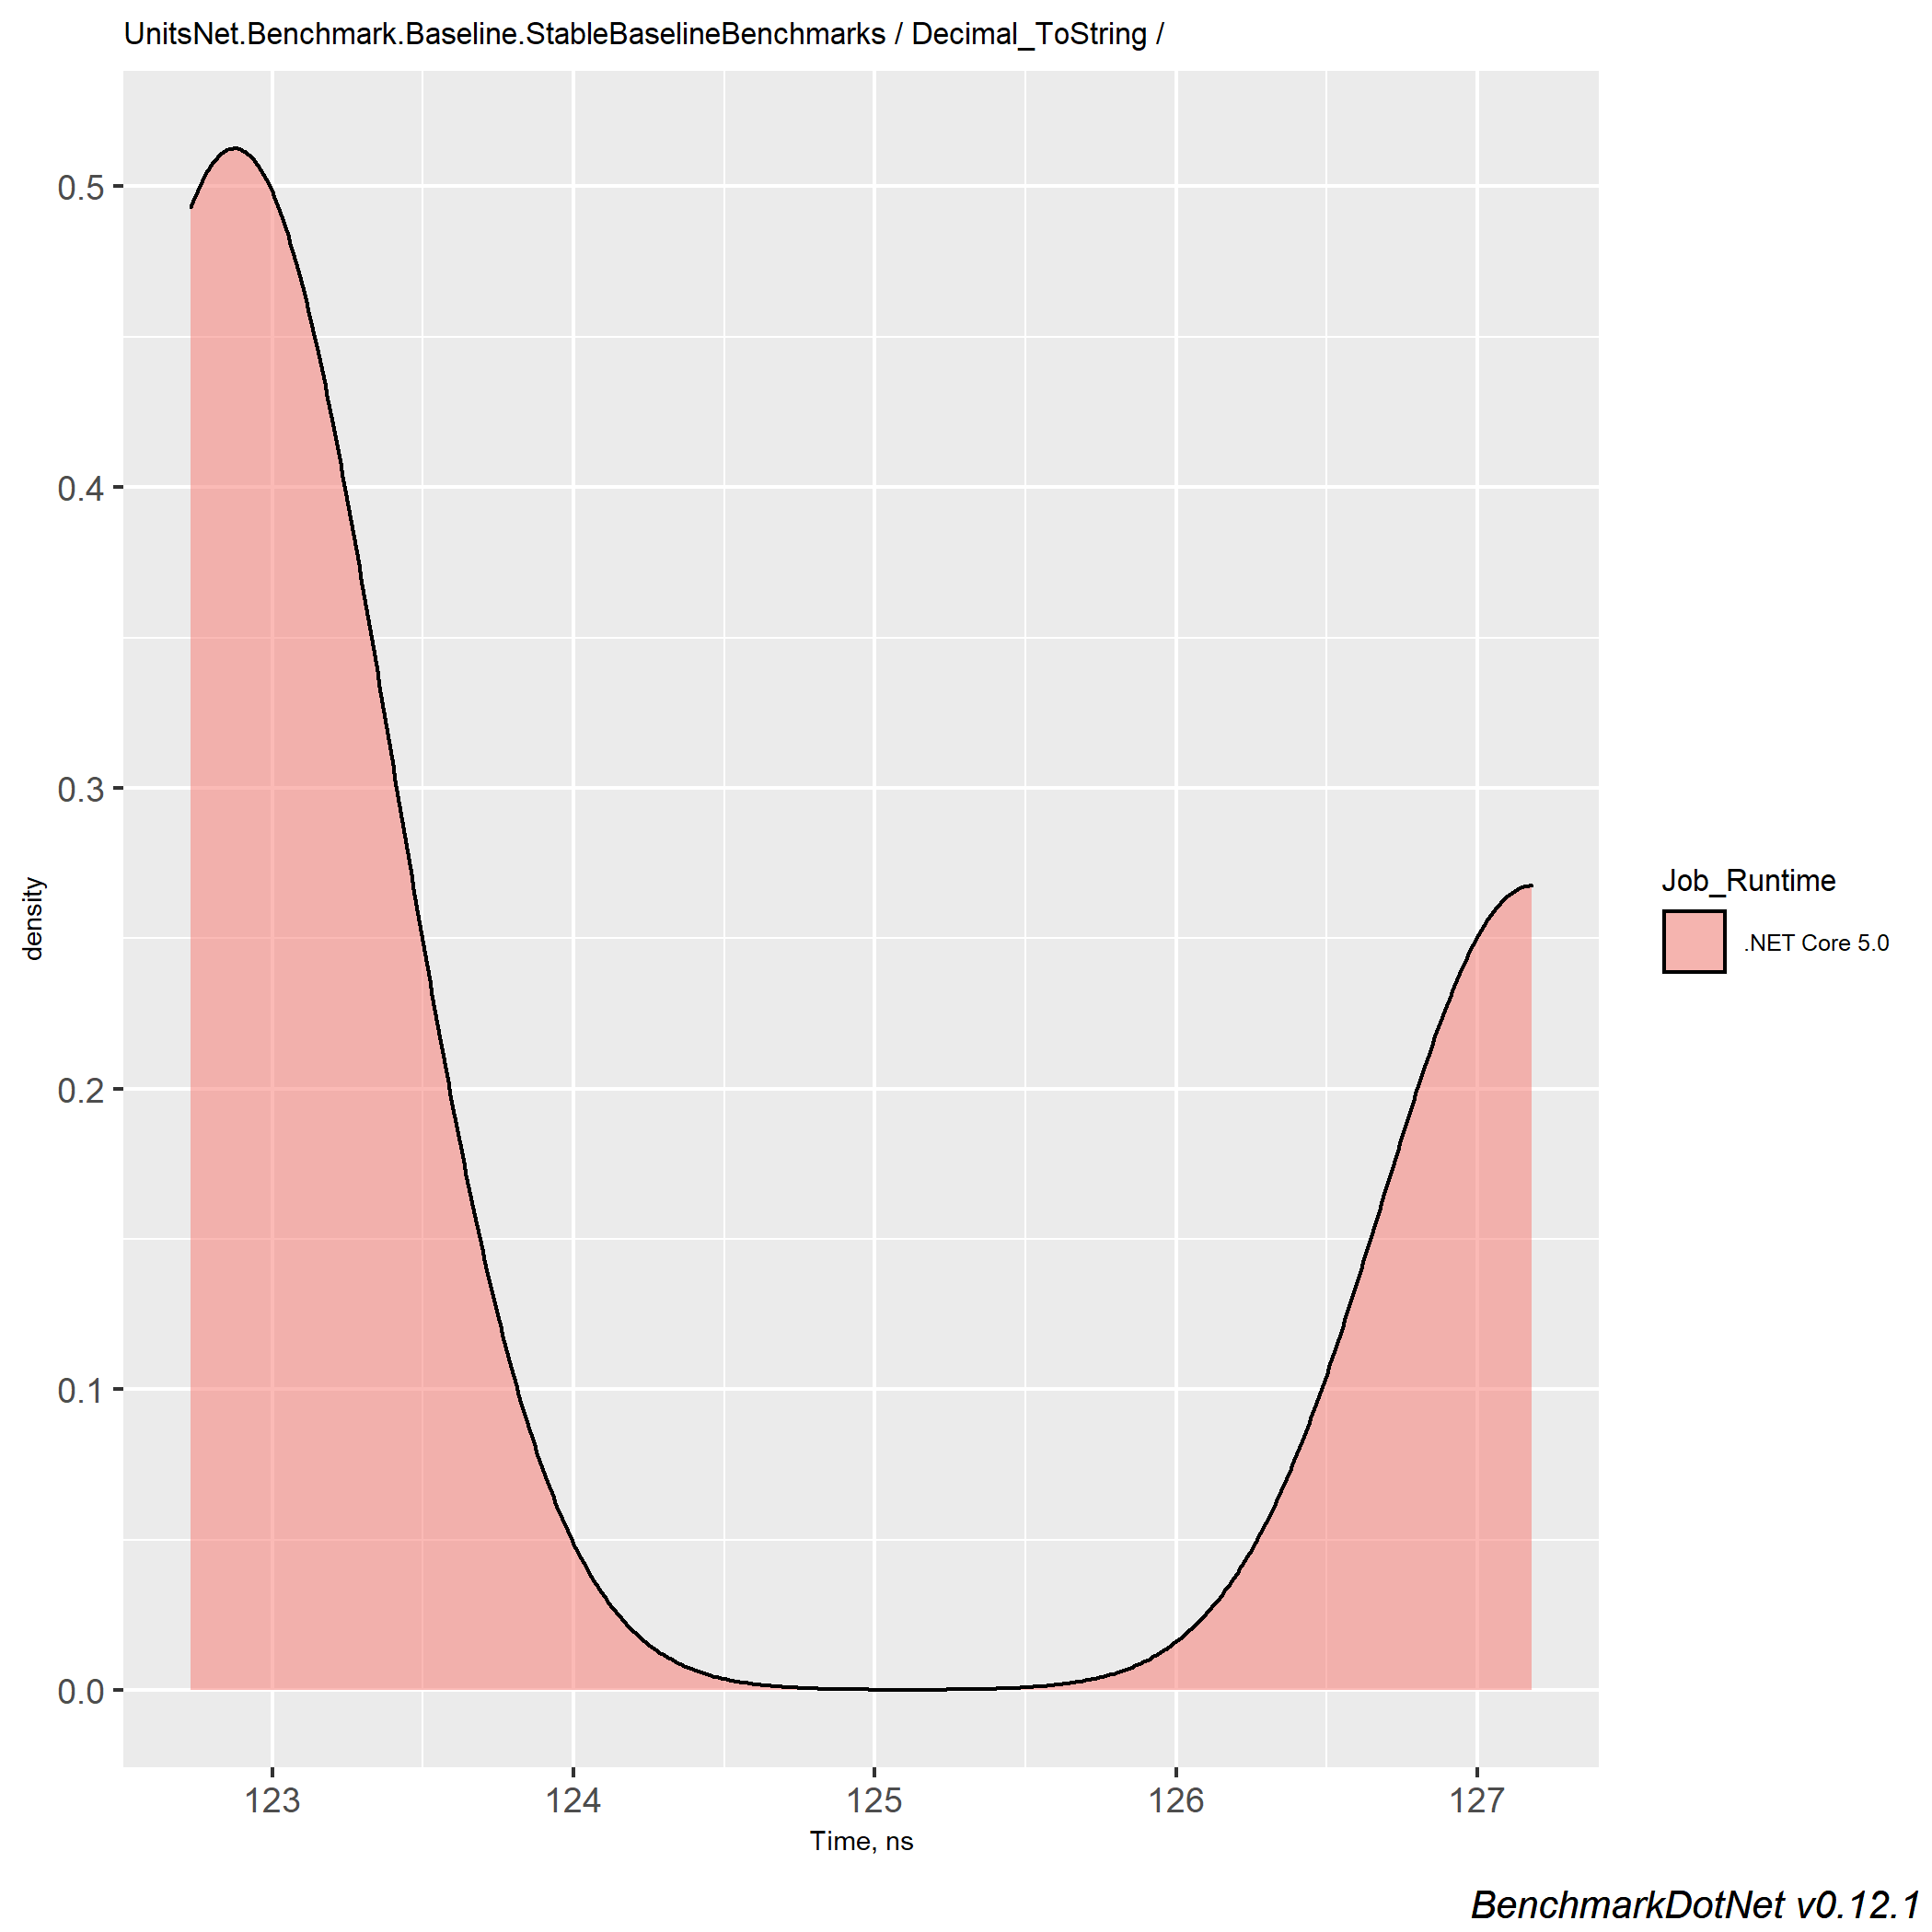 UnitsNet.Benchmark.Baseline.StableBaselineBenchmarks / Decimal_ToString /
0.5
0.4
0.3
0.2
0.1
0.0
density
123 124 125 126 127
Time, ns
Job_Runtime
.NET Core 5.0
BenchmarkDotNet v0.12.1